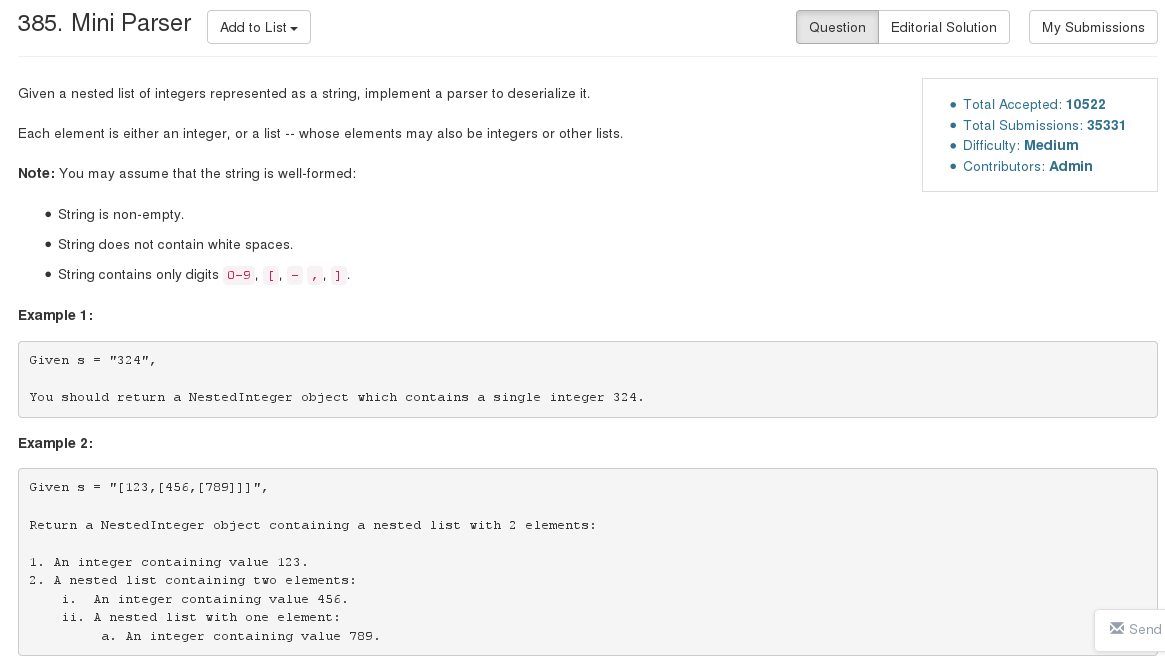 385. Mini Parser
Add to List
Question
Editorial Solution
My Submissions
Given a nested list of integers represented as a string, implement a parser to deserialize it.
Each element is either an integer, or a list -- whose elements may also be integers or other lists.
Note: You may assume that the string is well-formed:
• String is non-empty.
• String does not contain white spaces.
• String contains only digits 0-9, [, - ,, ].
• Total Accepted: 10522
• Total Submissions: 35331
• Difficulty: Medium
• Contributors: Admin
Example 1:
Given s = "324",
You should return a NestedInteger object which contains a single integer 324.
Example 2:
Given s = "[123,[456,[789]]]",
Return a NestedInteger object containing a nested list with 2 elements:
1. An integer containing value 123.
2. A nested list containing two elements:
i. An integer containing value 456.
ii. A nested list with one element:
a. An integer containing value 789.
Send